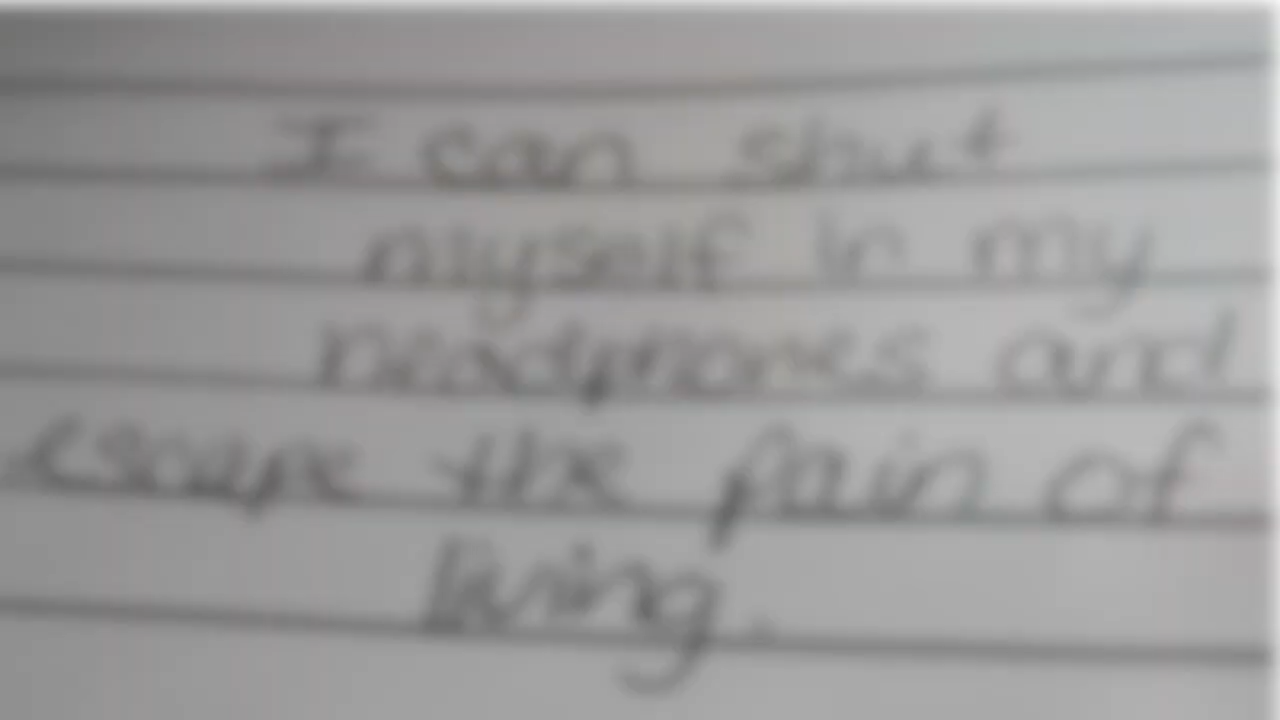 I can shut
myself in my
headphones and
escape the pain of
living.